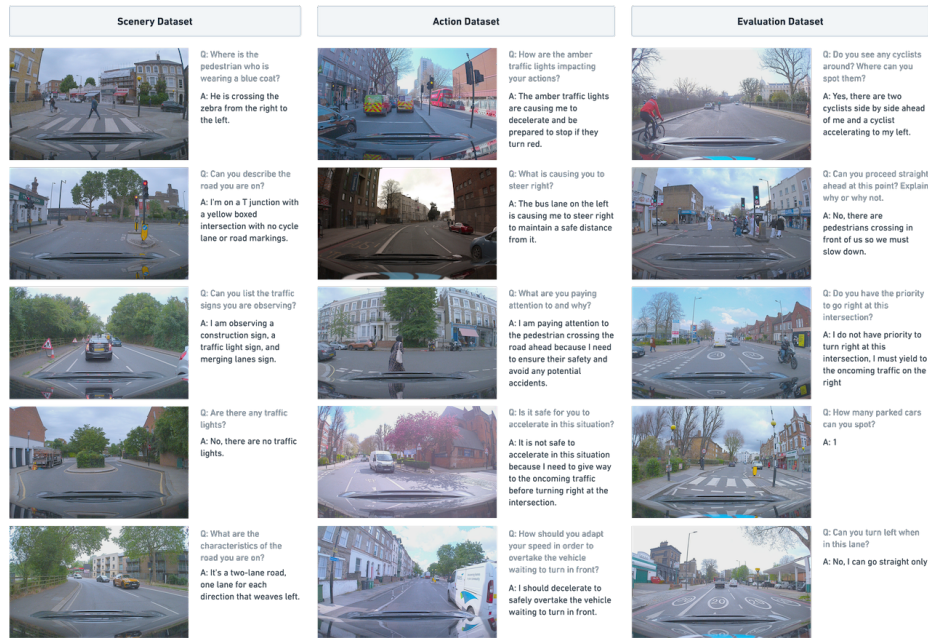 Scenery Dataset
Q: Where is the
pedestrian who is
wearing a blue coat?
A: He is crossing the
zebra from the right to
the left.
Q: Can you describe the
road you are on?
A: I'm on a T junction with
a yellow boxed
intersection with no cycle
lane or road markings.
Q: Can you list the traffic
signs you are observing?
A: I am observing a
construction sign, a
traffic light sign, and
merging lanes sign.
Q: Are there any traffic
lights?
A: No, there are no traffic
lights.
Q: What are the
characteristics of the
road you are on?
A: It's a two-lane road,
one lane for each
direction that weaves left.
Action Dataset
Q: How are the amber
traffic lights impacting
your actions?
A: The amber traffic lights
are causing me to
decelerate and be
prepared to stop if they
turn red.
Q: What is causing you to
steer right?
A: The bus lane on the left
is causing me to steer right
to maintain a safe distance
from it.
Q: What are you paying
attention to and why?
A: I am paying attention to
the pedestrian crossing the
road ahead because I need
to ensure their safety and
avoid any potential
accidents.
Q: Is it safe for you to
accelerate in this situation?
A: It is not safe to
accelerate in this situation
because I need to give way
to the oncoming traffic
before turning right at the
intersection.
Q: How should you adapt
your speed in order to
overtake the vehicle
waiting to turn in front?
A: I should decelerate to
safely overtake the vehicle
waiting to turn in front.
Evaluation Dataset
Q: Do you see any cyclists
around? Where can you
spot them?
A: Yes, there are two
cyclists side by side ahead
of me and a cyclist
accelerating to my left.
Q: Can you proceed straight
ahead at this point? Explain
why or why not.
A: No, there are
pedestrians crossing in
front of us so we must
slow down.
Q: Do you have the priority
to go right at this
intersection?
A: I do not have priority to
turn right at this
intersection, I must yield to
the oncoming traffic on the
right
Q: How many parked cars
can you spot?
A: 1
Q: Can you turn left when
in this lane?
A: No, I can go straight only